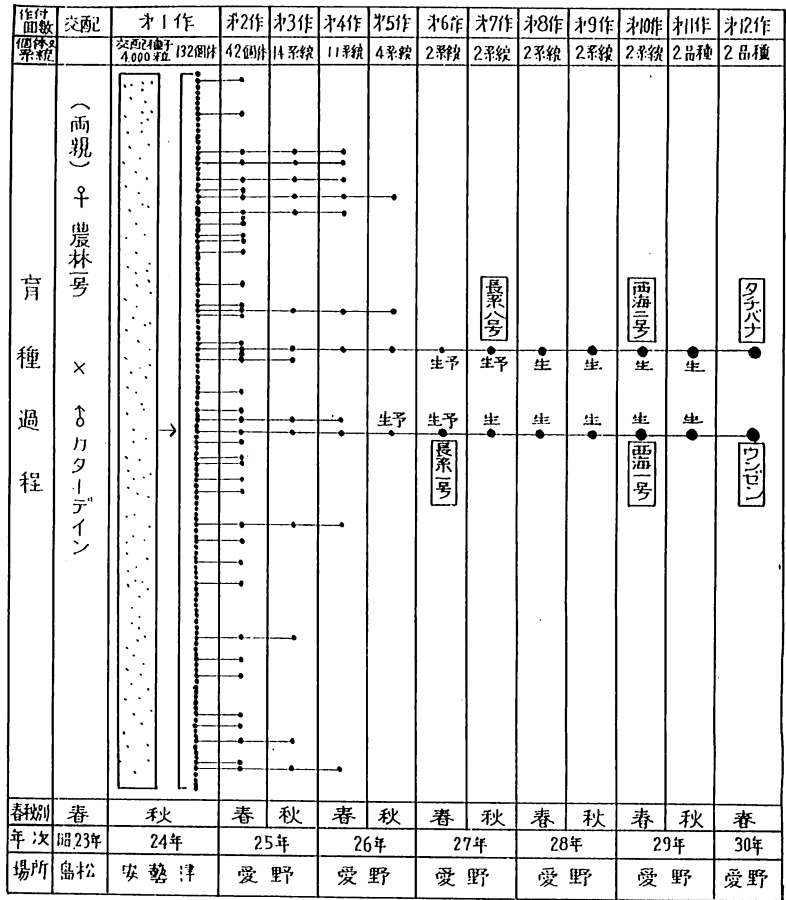 作付回数 交配 才1作 才2作 才3作 才4作 才5作 才6作 才7作 才8作 才9作 才10作 才11作 才12作
個体又系統 交配種子4,000粒 132個体 42個体 14系統 11系統 4系統 2系統 2系統 2系統 2系統 2系統 2品種 2品種
育種過程
(両親) ♀ 農林一号 × ♂ カターデイン
長系八号
西海二号
タチバナ
生予 生予 生 生 生 生
生予 生予 生 生 生 生 生
長系一号
西海一号
ウンゼン
春秋別 春 秋 春 秋 春 秋 春 秋 春 秋 春 秋 春
年次 昭.23年 24年 25年 26年 27年 28年 29年 30年
場所 島松 安藝津 愛野 愛野 愛野 愛野 愛野 愛野